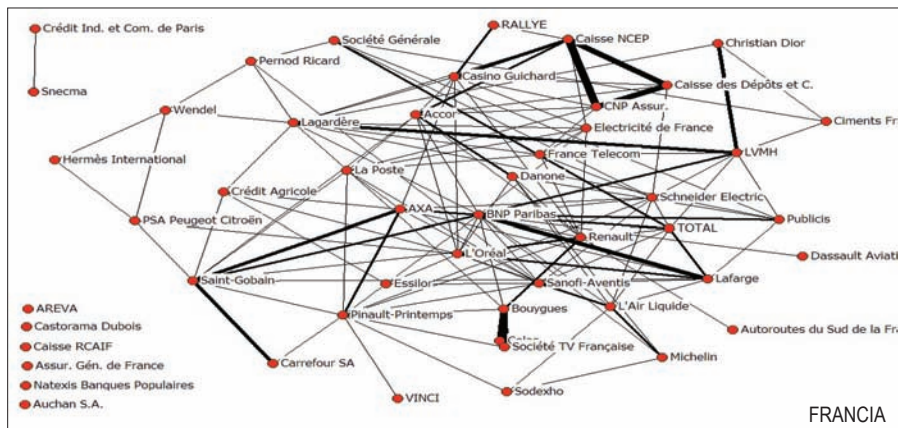 Crédit Ind. et Com. de Paris
RALLYE
Société Générale
Caisse NCEP
Christian Dior
Pernod Ricard
Casino Guichard
Caisse des Dépôts et C.
Snecma
CNP Assur.
Wendel
Accor
Lagardère
Electricité de France
Ciments Fr
Hermès International
France Telecom
LVMH
La Poste
Danone
Crédit Agricole
Schneider Electric
AXA
BNP Paribas
PSA Peugeot Citroën
Publicis
TOTAL
Renault
L'Oréal
Dassault Aviati
Saint-Gobain
Essilor
Sanofi-Aventis
Lafarge
AREVA
Bouygues
L'Air Liquide
Pinault-Printemps
Castorama Dubois
Autoroutes du Sud de la Fra
Caisse RCAIF
Société TV Française
Michelin
Assur. Gén. de France
Carrefour SA
Natexis Banques Populaires
Sodexho
VINCI
Auchan S.A.
FRANCIA